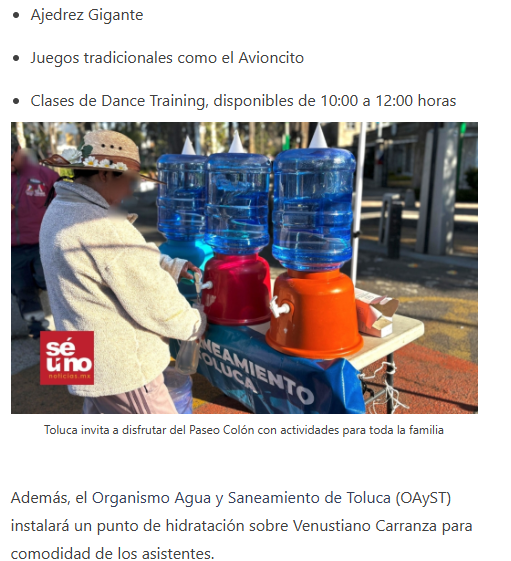 Ajedrez Gigante
Juegos tradicionales como el Avioncito
Clases de Dance Training, disponibles de 10:00 a 12:00 horas
sé
uno
noticias.mx
SANEAMIENTO
TOLUCA
Toluca invita a disfrutar del Paseo Colón con actividades para toda la familia
Además, el Organismo Agua y Saneamiento de Toluca (OAyST)
instalará un punto de hidratación sobre Venustiano Carranza para
comodidad de los asistentes.